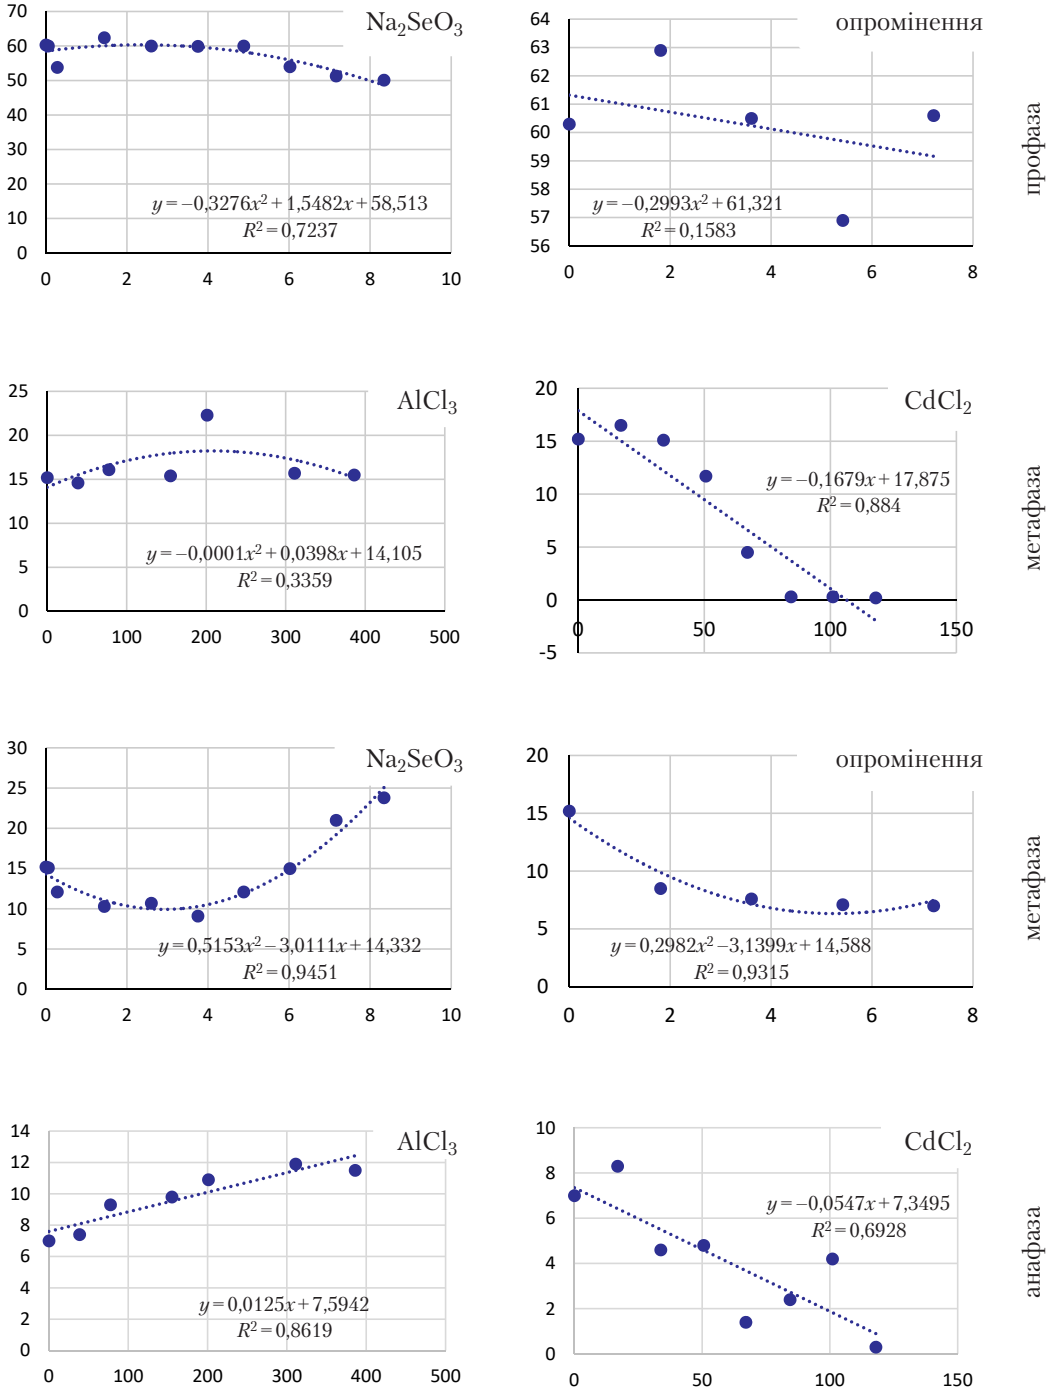 Na₂SeO₃
70
60
50
40
30
20
10
0
y = −0,3276x² + 1,5482x + 58,513
R² = 0,7237
0 2 4 6 8 10
опромінення
64
63
62
61
60
59
58
57
56
y = −0,2993x² + 61,321
R² = 0,1583
0 2 4 6 8
профаза
AlCl₃
25
20
15
10
5
0
y = −0,0001x² + 0,0398x + 14,105
R² = 0,3359
0 100 200 300 400 500
CdCl₂
20
15
10
5
0
-5
y = −0,1679x + 17,875
R² = 0,884
0 50 100 150
метафаза
Na₂SeO₃
30
25
20
15
10
5
0
y = 0,5153x² − 3,0111x + 14,332
R² = 0,9451
0 2 4 6 8 10
опромінення
20
15
10
5
0
y = 0,2982x² −3,1399x + 14,588
R² = 0,9315
0 2 4 6 8
метафаза
AlCl₃
14
12
10
8
6
4
2
0
y = 0,0125x + 7,5942
R² = 0,8619
0 100 200 300 400 500
CdCl₂
10
8
6
4
2
0
y = −0,0547x + 7,3495
R² = 0,6928
0 50 100 150
анафаза